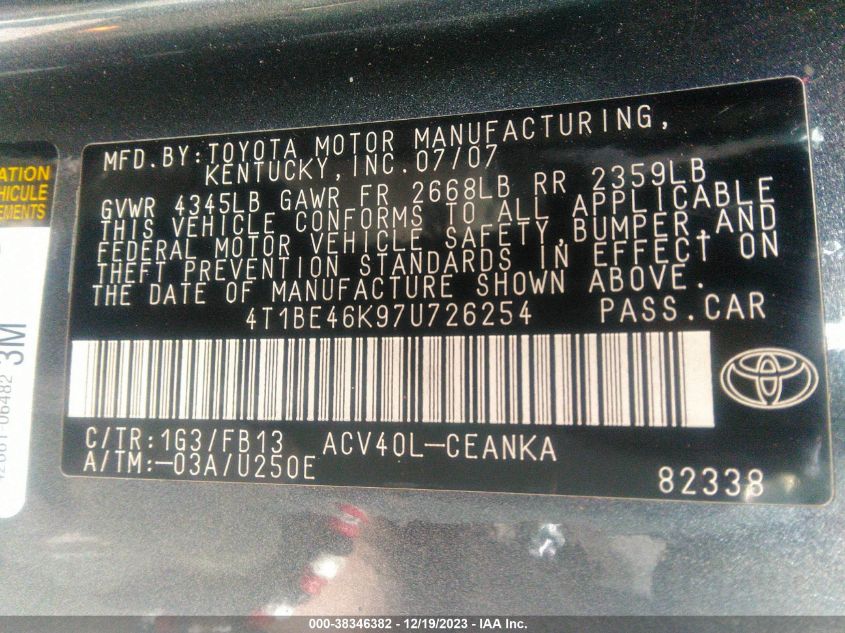 MFD.BY:TOYOTA MOTOR MANUFACTURING,
KENTUCKY,INC.07/07
GVWR 4345LB GAWR FR 2668LB RR 2359LB
THIS VEHICLE CONFORMS TO ALL APPLICABLE
FEDERAL MOTOR VEHICLE SAFETY,BUMPER,AND
THEFT PREVENTION STANDARDS IN EFFECT ON
THE DATE OF MANUFACTURE SHOWN ABOVE.
4T1BE46K97U726254 PASS.CAR
C/TR:1G3/FB13 ACV40L-CEANKA
A/TM:-03A/U250E
82338
3M
000-38346382 - 12/19/2023 - IAA Inc.